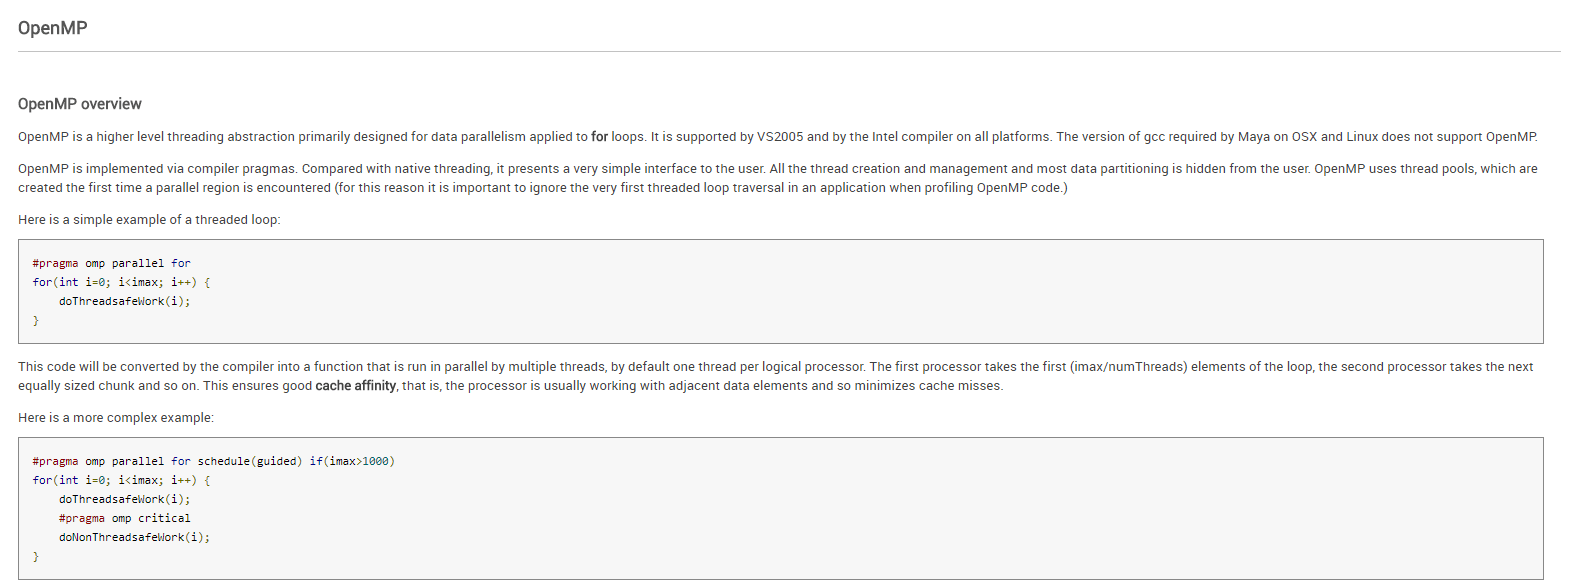 OpenMP
OpenMP overview
OpenMP is a higher level threading abstraction primarily designed for data parallelism applied to for loops. It is supported by VS2005 and by the Intel compiler on all platforms. The version of gcc required by Maya on OSX and Linux does not support OpenMP.
OpenMP is implemented via compiler pragmas. Compared with native threading, it presents a very simple interface to the user. All the thread creation and management and most data partitioning is hidden from the user. OpenMP uses thread pools, which are
created the first time a parallel region is encountered (for this reason it is important to ignore the very first threaded loop traversal in an application when profiling OpenMP code.)
Here is a simple example of a threaded loop:
#pragma omp parallel for
for(int i=0; i<imax; i++) {
    doThreadsafeWork(i);
}
This code will be converted by the compiler into a function that is run in parallel by multiple threads, by default one thread per logical processor. The first processor takes the first (imax/numThreads) elements of the loop, the second processor takes the next
equally sized chunk and so on. This ensures good cache affinity, that is, the processor is usually working with adjacent data elements and so minimizes cache misses.
Here is a more complex example:
#pragma omp parallel for schedule(guided) if(imax>1000)
for(int i=0; i<imax; i++) {
    doThreadsafeWork(i);
    #pragma omp critical
    doNonThreadsafeWork(i);
}